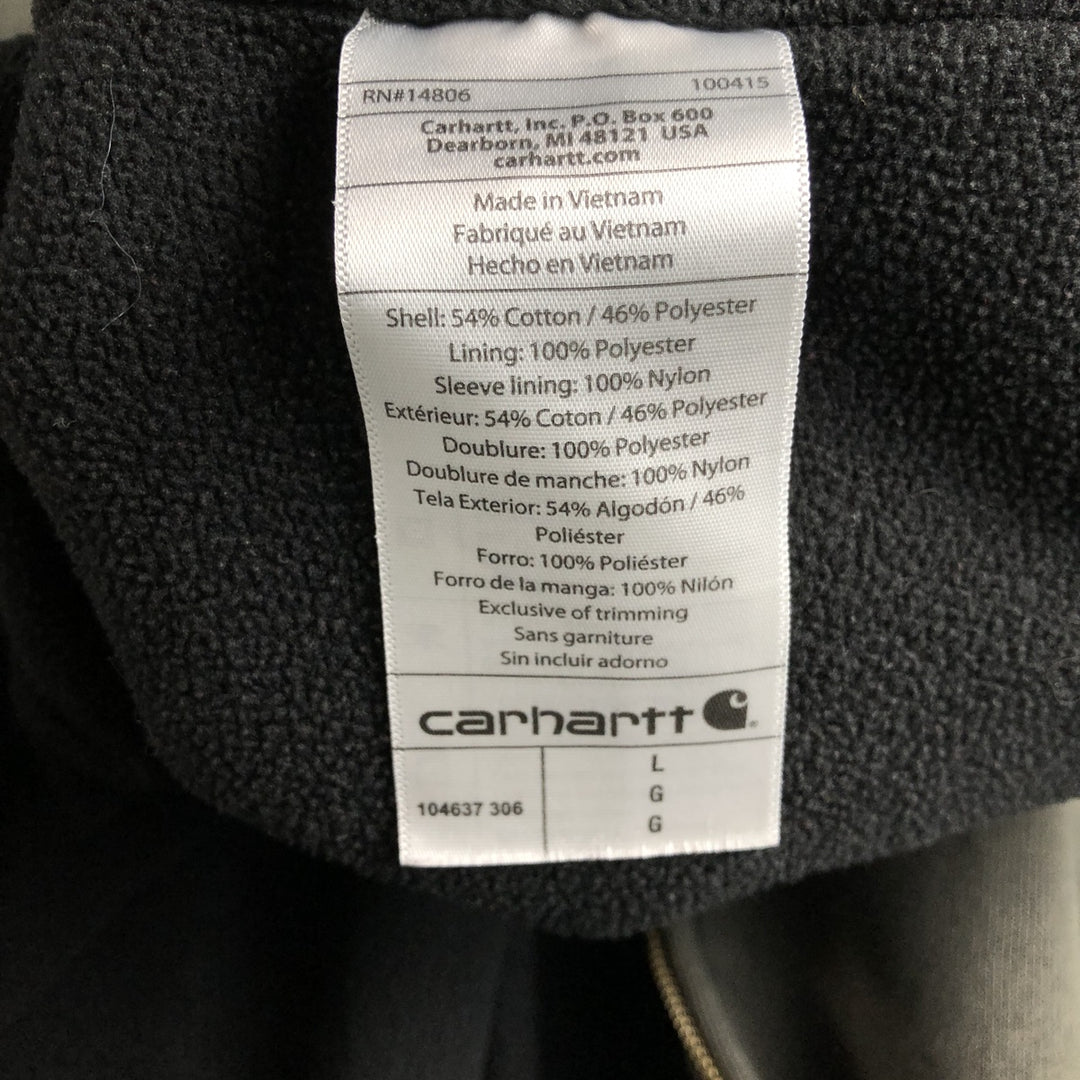 RN#14806 100415
Carhartt, Inc. P.O. Box 600
Dearborn, MI 48121 USA
carhartt.com
Made in Vietnam
Fabriqué au Vietnam
Hecho en Vietnam
Shell: 54% Cotton / 46% Polyester
Lining: 100% Polyester
Sleeve lining: 100% Nylon
Extérieur: 54% Coton / 46% Polyester
Doublure: 100% Polyester
Doublure de manche: 100% Nylon
Tela Exterior: 54% Algodón / 46%
Poliéster
Forro: 100% Poliéster
Forro de la manga: 100% Nilón
Exclusive of trimming
Sans garniture
Sin incluir adorno
carhartt
L
G
104637 306
G